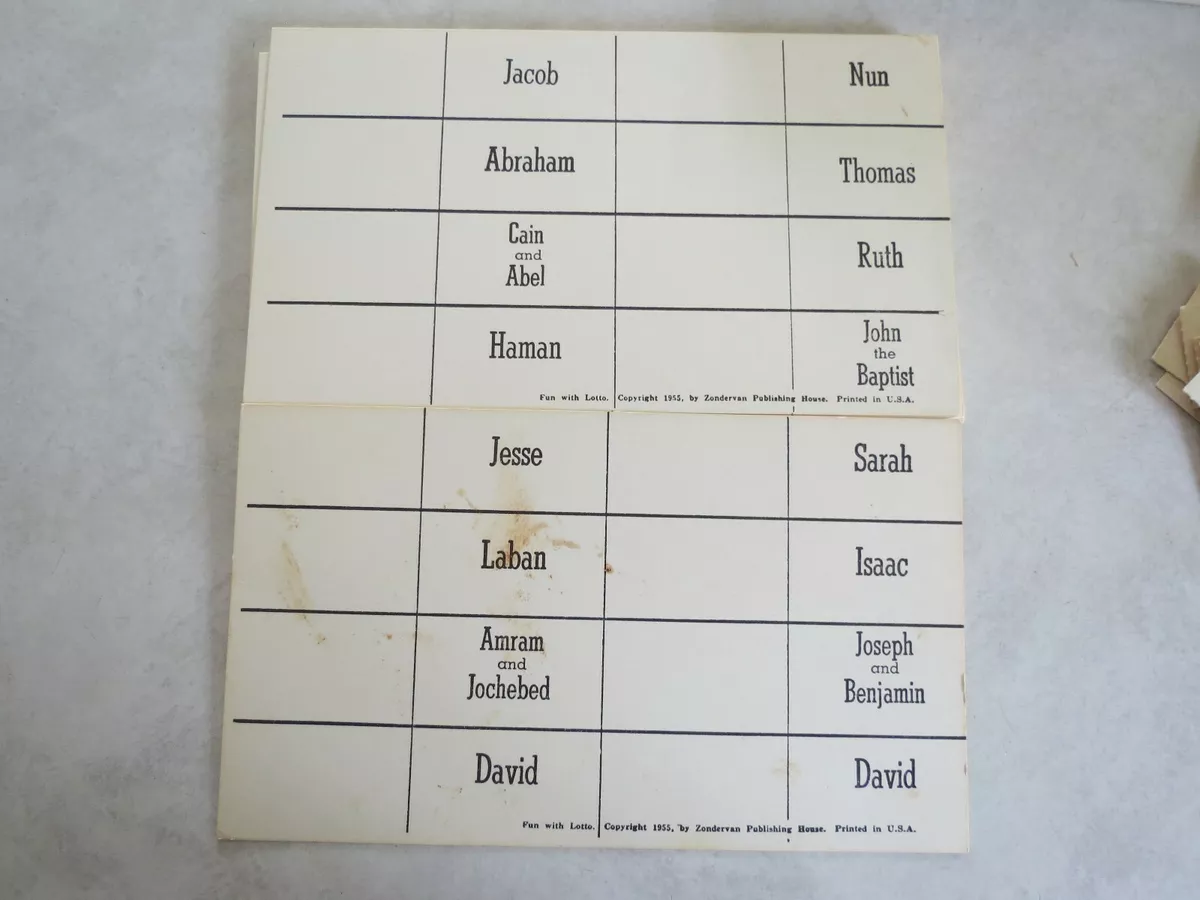 Jacob Nun
Abraham Thomas
Cain
and
Abel
Ruth
Haman
John
the
Baptist
Fun with Lotto. Copyright 1955, by Zondervan Publishing House. Printed in U.S.A.
Jesse Sarah
Laban Isaac
Amram
and
Jochebed
Joseph
and
Benjamin
David David
Fun with Lotto. Copyright 1955, by Zondervan Publishing House. Printed in U.S.A.